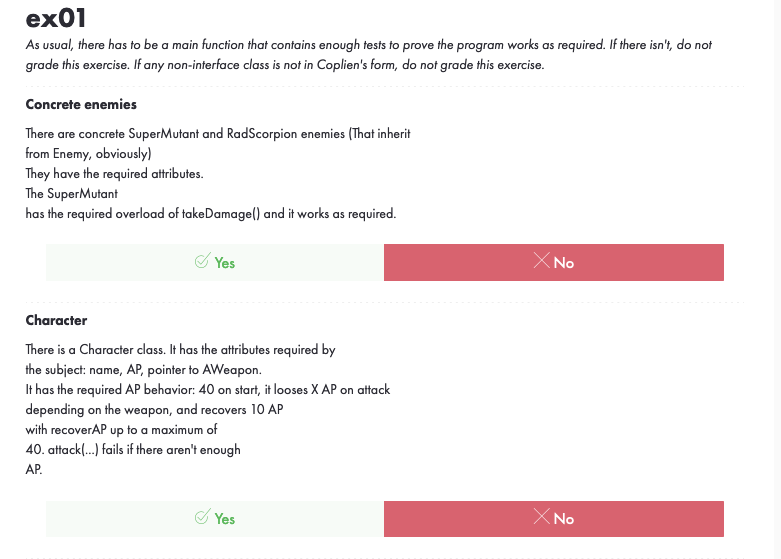 ex01
As usual, there has to be a main function that contains enough tests to prove the program works as required. If there isn't, do not
grade this exercise. If any non-interface class is not in Coplien's form, do not grade this exercise.
Concrete enemies
There are concrete SuperMutant and RadScorpion enemies (That inherit
from Enemy, obviously)
They have the required attributes.
The SuperMutant
has the required overload of takeDamage() and it works as required.
Yes
No
Character
There is a Character class. It has the attributes required by
the subject: name, AP, pointer to AWeapon.
It has the required AP behavior: 40 on start, it looses X AP on attack
depending on the weapon, and recovers 10 AP
with recoverAP up to a maximum of
40. attack(...) fails if there aren't enough
AP.
Yes
No